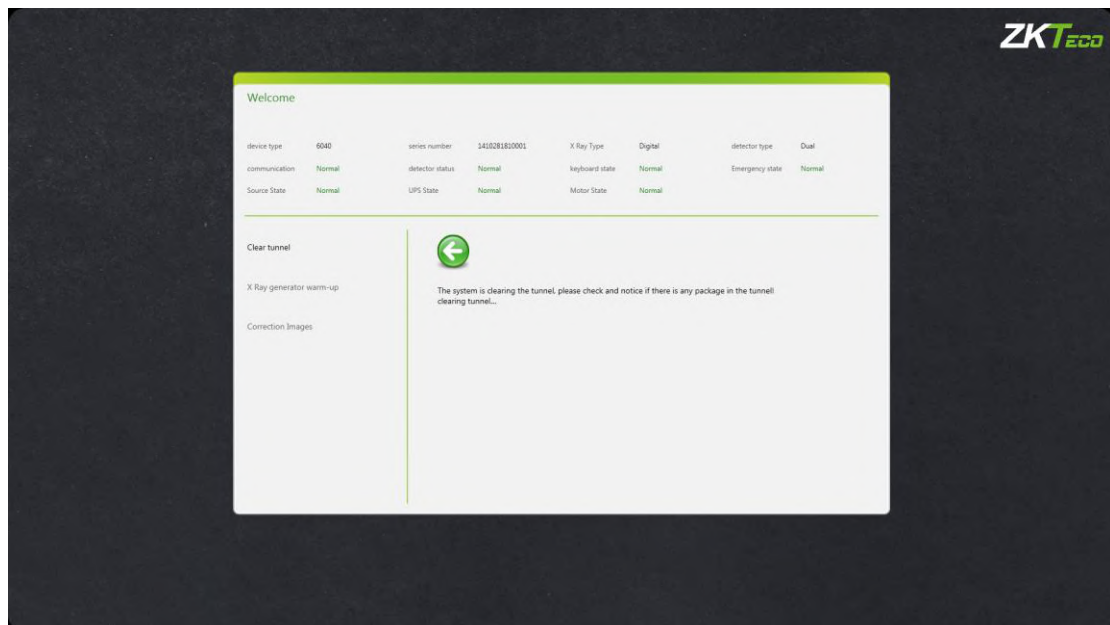 ZKTeco
Welcome
device type 6040 series number 1410281810001 X Ray Type Digital detector type Dual
communication Normal detector status Normal keyboard state Normal Emergency state Normal
Source State Normal UPS State Normal Motor State Normal
Clear tunnel
X Ray generator warm-up
Correction Images
The system is clearing the tunnel, please check and notice if there is any package in the tunnel!
clearing tunnel...